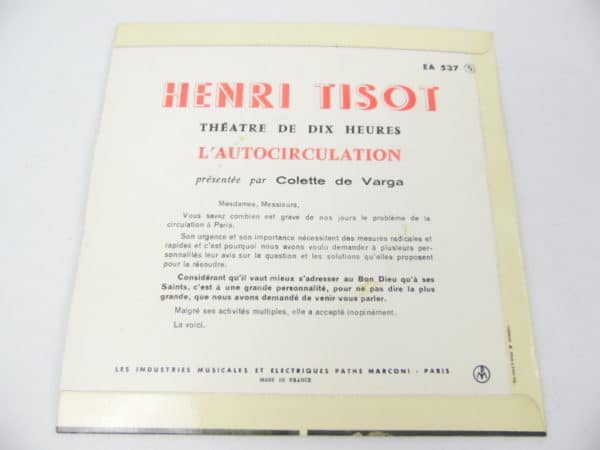 EA 537 S
HENRI TISOT
THÉATRE DE DIX HEURES
L'AUTOCIRCULATION
présentée par Colette de Varga
Mesdames, Messieurs,
Vous savez combien est grave de nos jours le problème de la
circulation à Paris.
Son urgence et son importance nécessitent des mesures radicales et
rapides et c'est pourquoi nous avons voulu demander à plusieurs per-
sonnalités leur avis sur la question et les solutions qu'elles proposent
pour la résoudre.
Considérant qu'il vaut mieux s'adresser au Bon Dieu qu'à ses
Saints, c'est à une grande personnalité, pour ne pas dire la plus
grande, que nous avons demandé de venir vous parler.
Malgré ses activités multiples, elle a accepté inopinément.
La voici.
LES INDUSTRIES MUSICALES ET ELECTRIQUES PATHE MARCONI - PARIS
MADE IN FRANCE